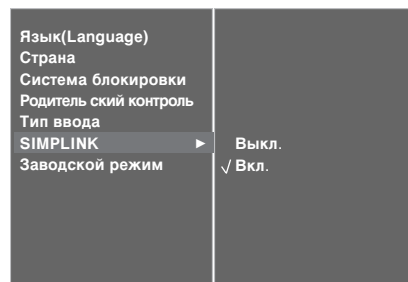 Язык(Language)
Страна
Система блокировки
Родитель ский контроль
Тип ввода
SIMPLINK ► Выкл.
Заводской режим √ Вкл.